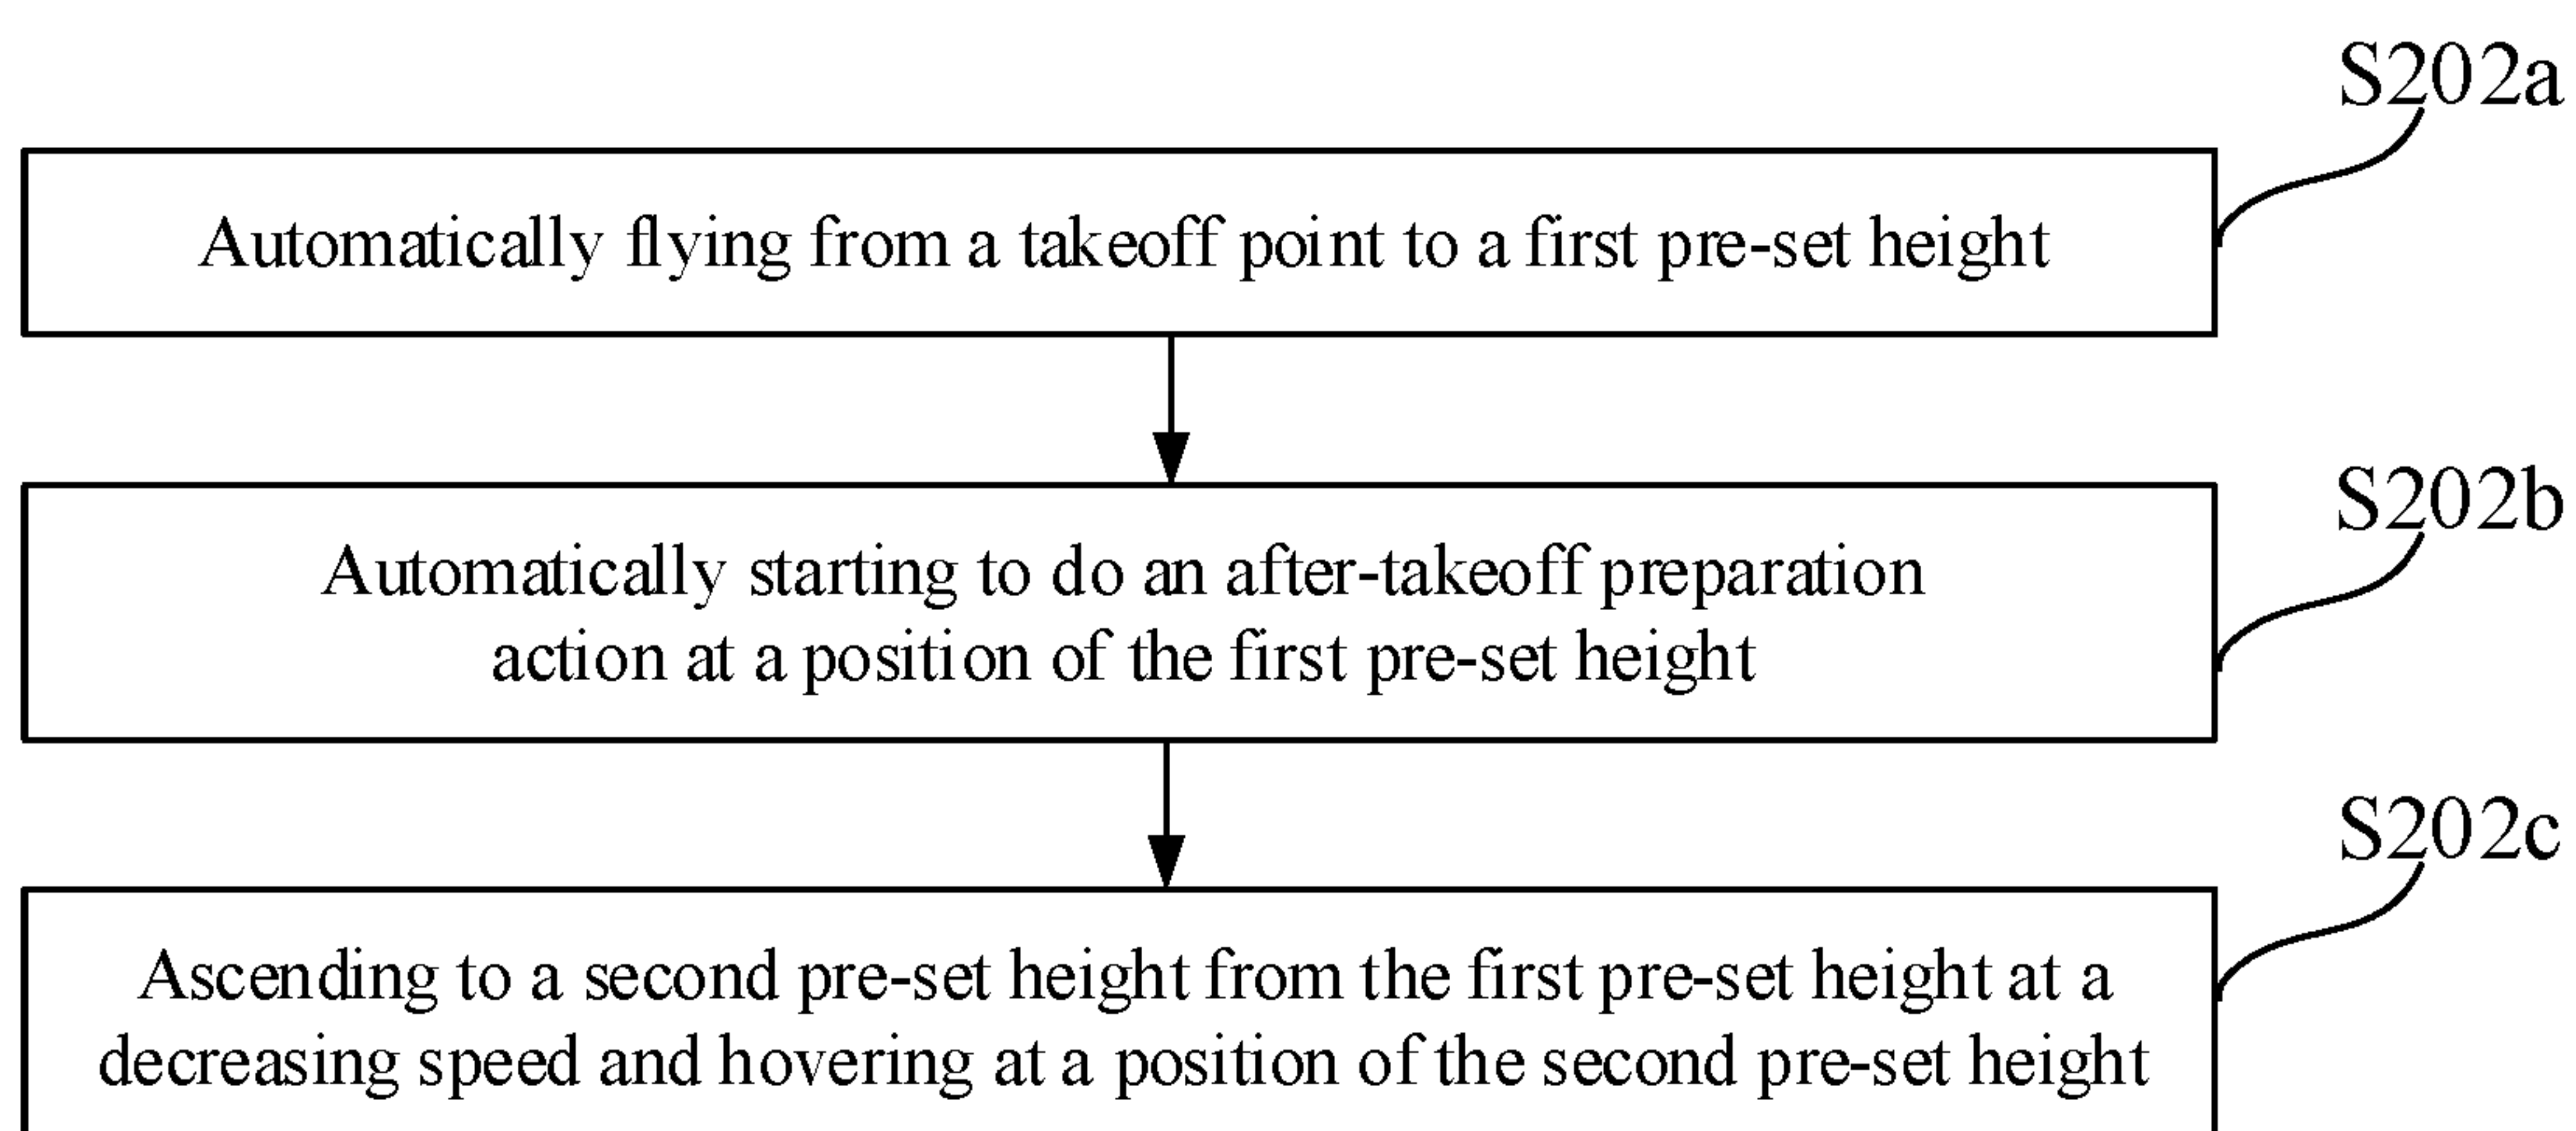 S202a
Automatically flying from a takeoff point to a first pre-set height
S202b
Automatically starting to do an after-takeoff preparation
action at a position of the first pre-set height
S202c
Ascending to a second pre-set height from the first pre-set height at a
decreasing speed and hovering at a position of the second pre-set height